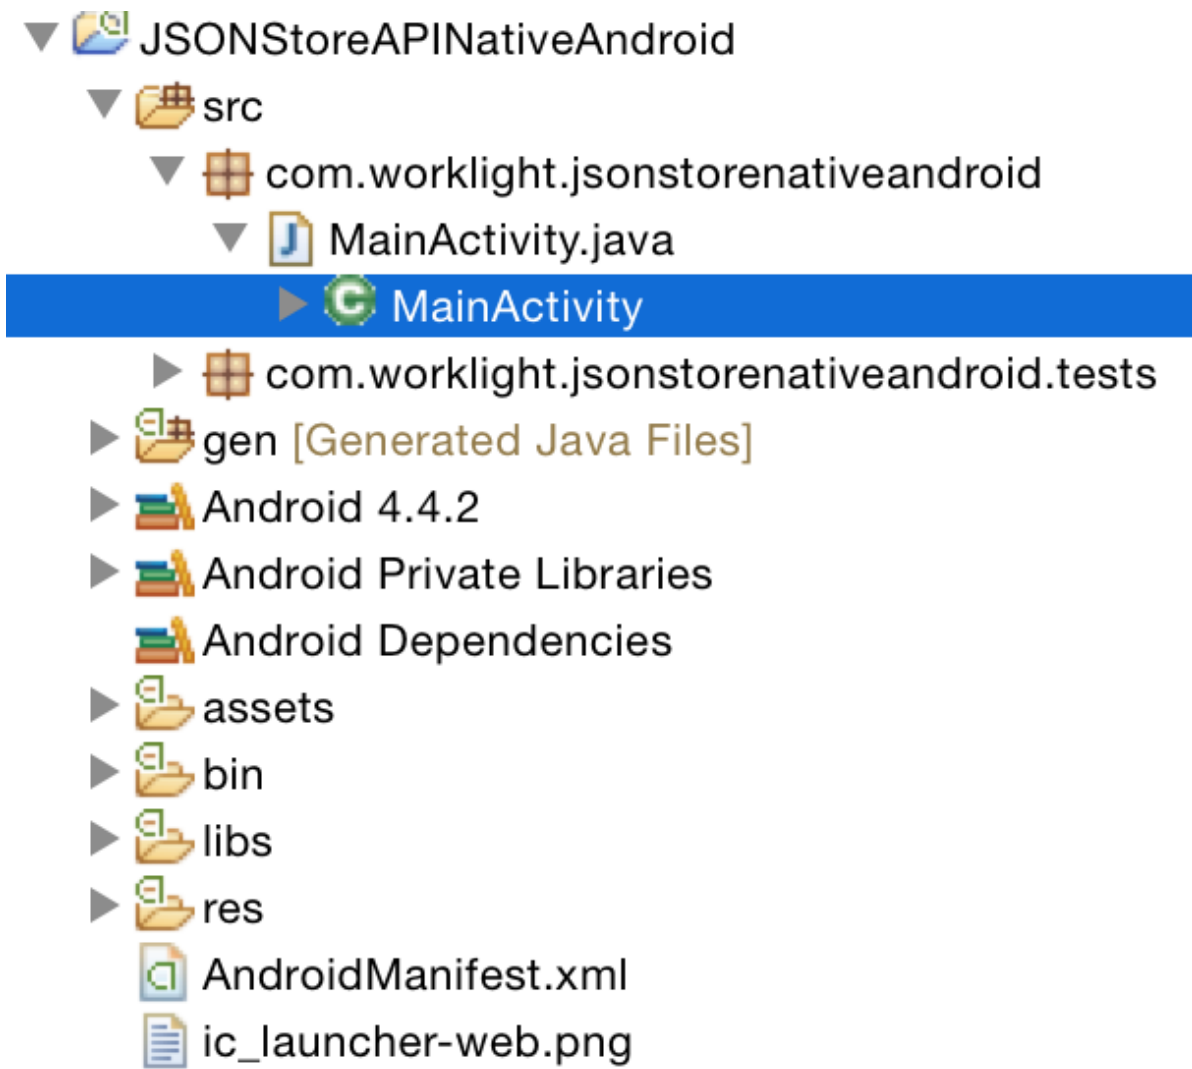 JSONStoreAPINativeAndroid
src
com.worklight.jsonstorenativeandroid
MainActivity.java
MainActivity
com.worklight.jsonstorenativeandroid.tests
gen [Generated Java Files]
Android 4.4.2
Android Private Libraries
Android Dependencies
assets
bin
libs
res
AndroidManifest.xml
ic_launcher-web.png